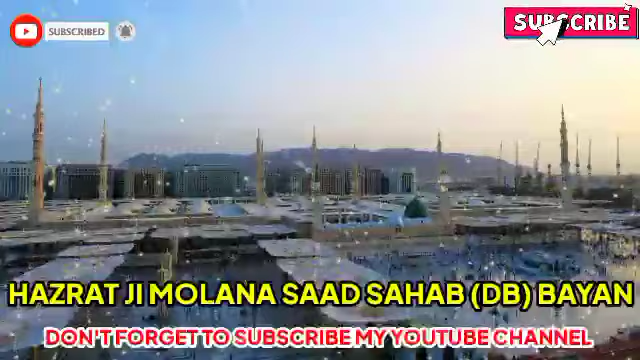 SUBSCRIBED
SUBSCRIBE
HAZRAT JI MOLANA SAAD SAHAB (DB) BAYAN
DON'T FORGET TO SUBSCRIBE MY YOUTUBE CHANNEL